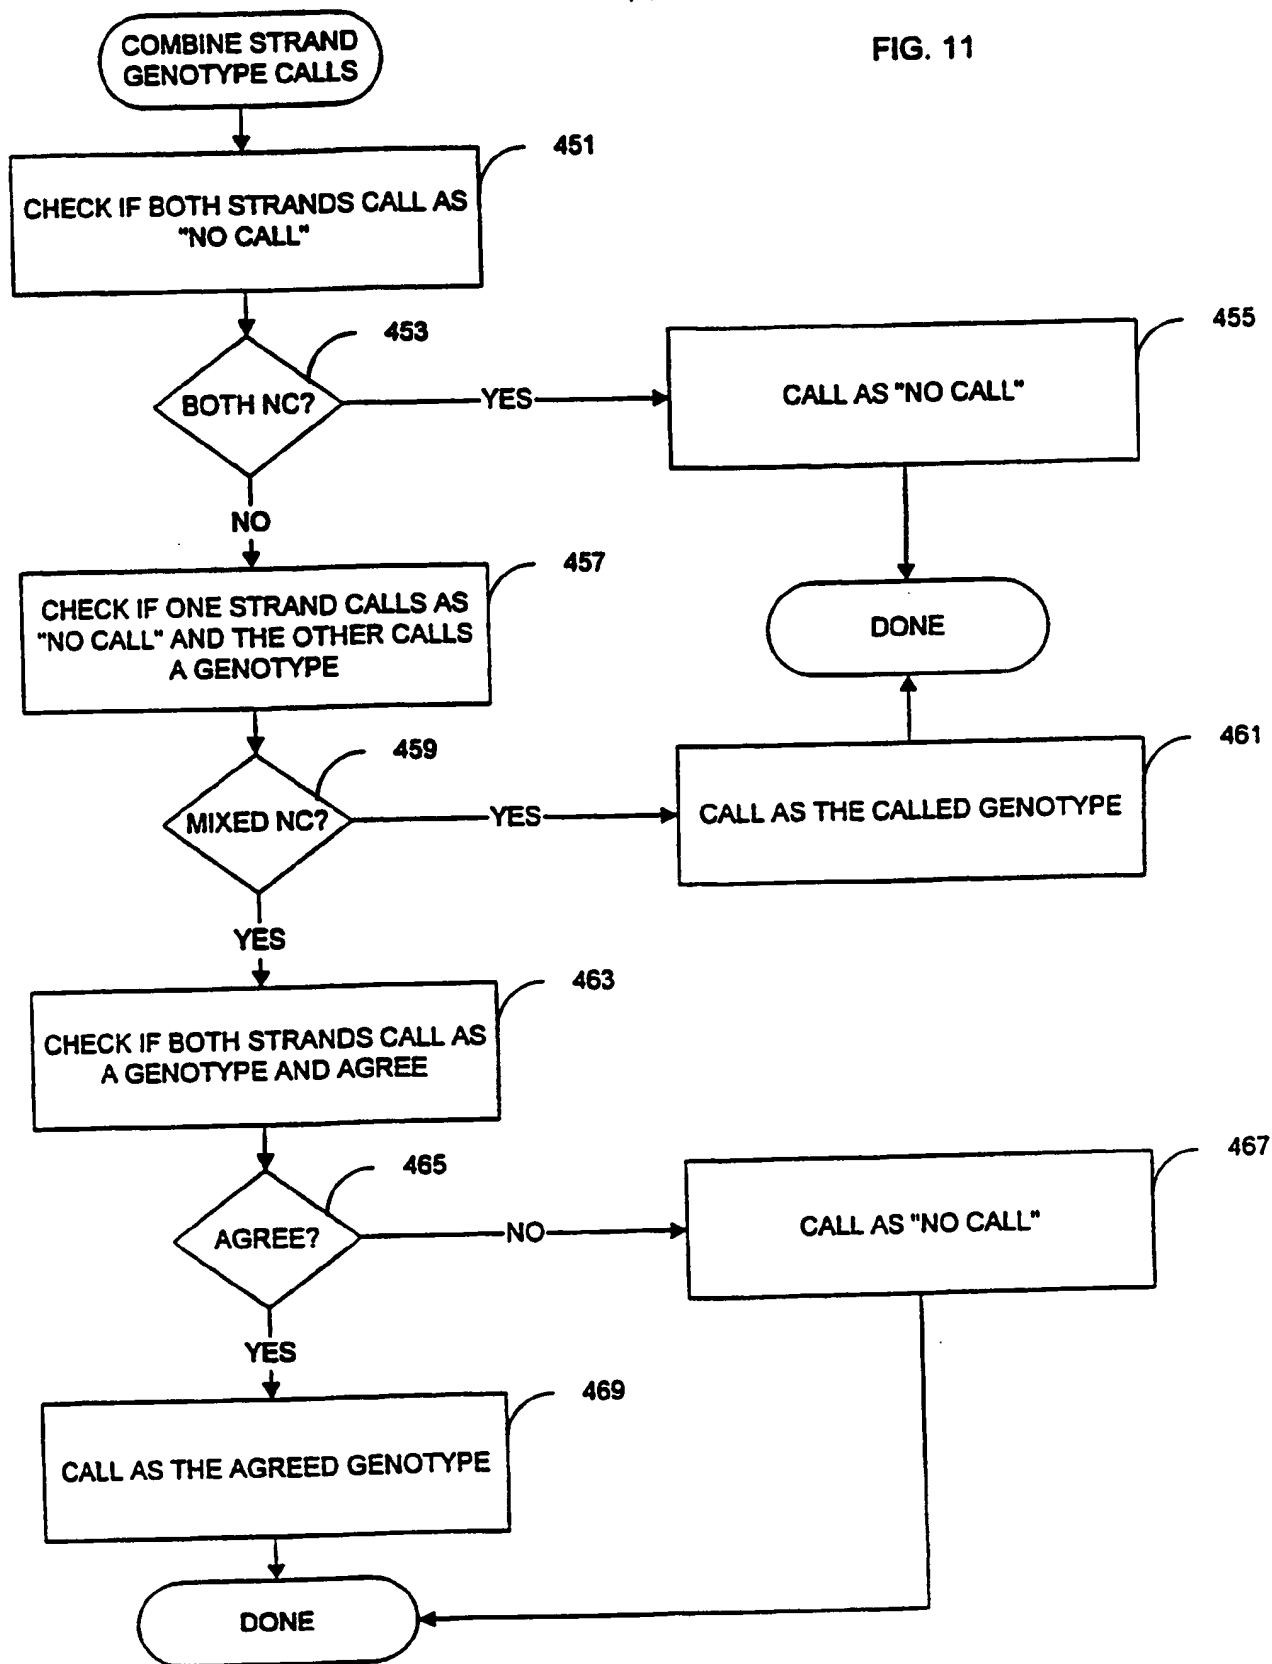 FIG. 11
COMBINE STRAND
GENOTYPE CALLS
451
CHECK IF BOTH STRANDS CALL AS
"NO CALL"
453
BOTH NC?
YES
455
CALL AS "NO CALL"
NO
DONE
457
CHECK IF ONE STRAND CALLS AS
"NO CALL" AND THE OTHER CALLS
A GENOTYPE
459
MIXED NC?
YES
461
CALL AS THE CALLED GENOTYPE
YES
463
CHECK IF BOTH STRANDS CALL AS
A GENOTYPE AND AGREE
465
AGREE?
NO
467
CALL AS "NO CALL"
YES
469
CALL AS THE AGREED GENOTYPE
DONE